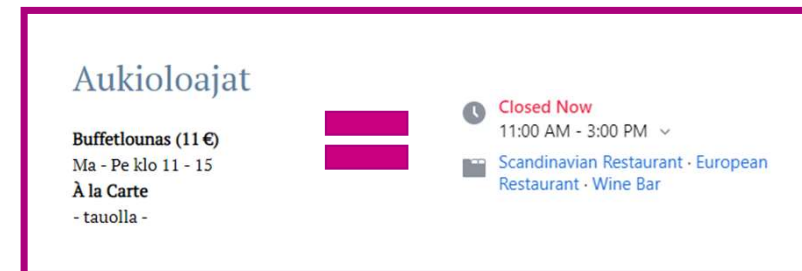 Aukioloajat
Buffetlounas (11 €)
Ma - Pe klo 11 - 15
À la Carte
- tauolla -
Closed Now
11:00 AM - 3:00 PM
Scandinavian Restaurant · European
Restaurant · Wine Bar